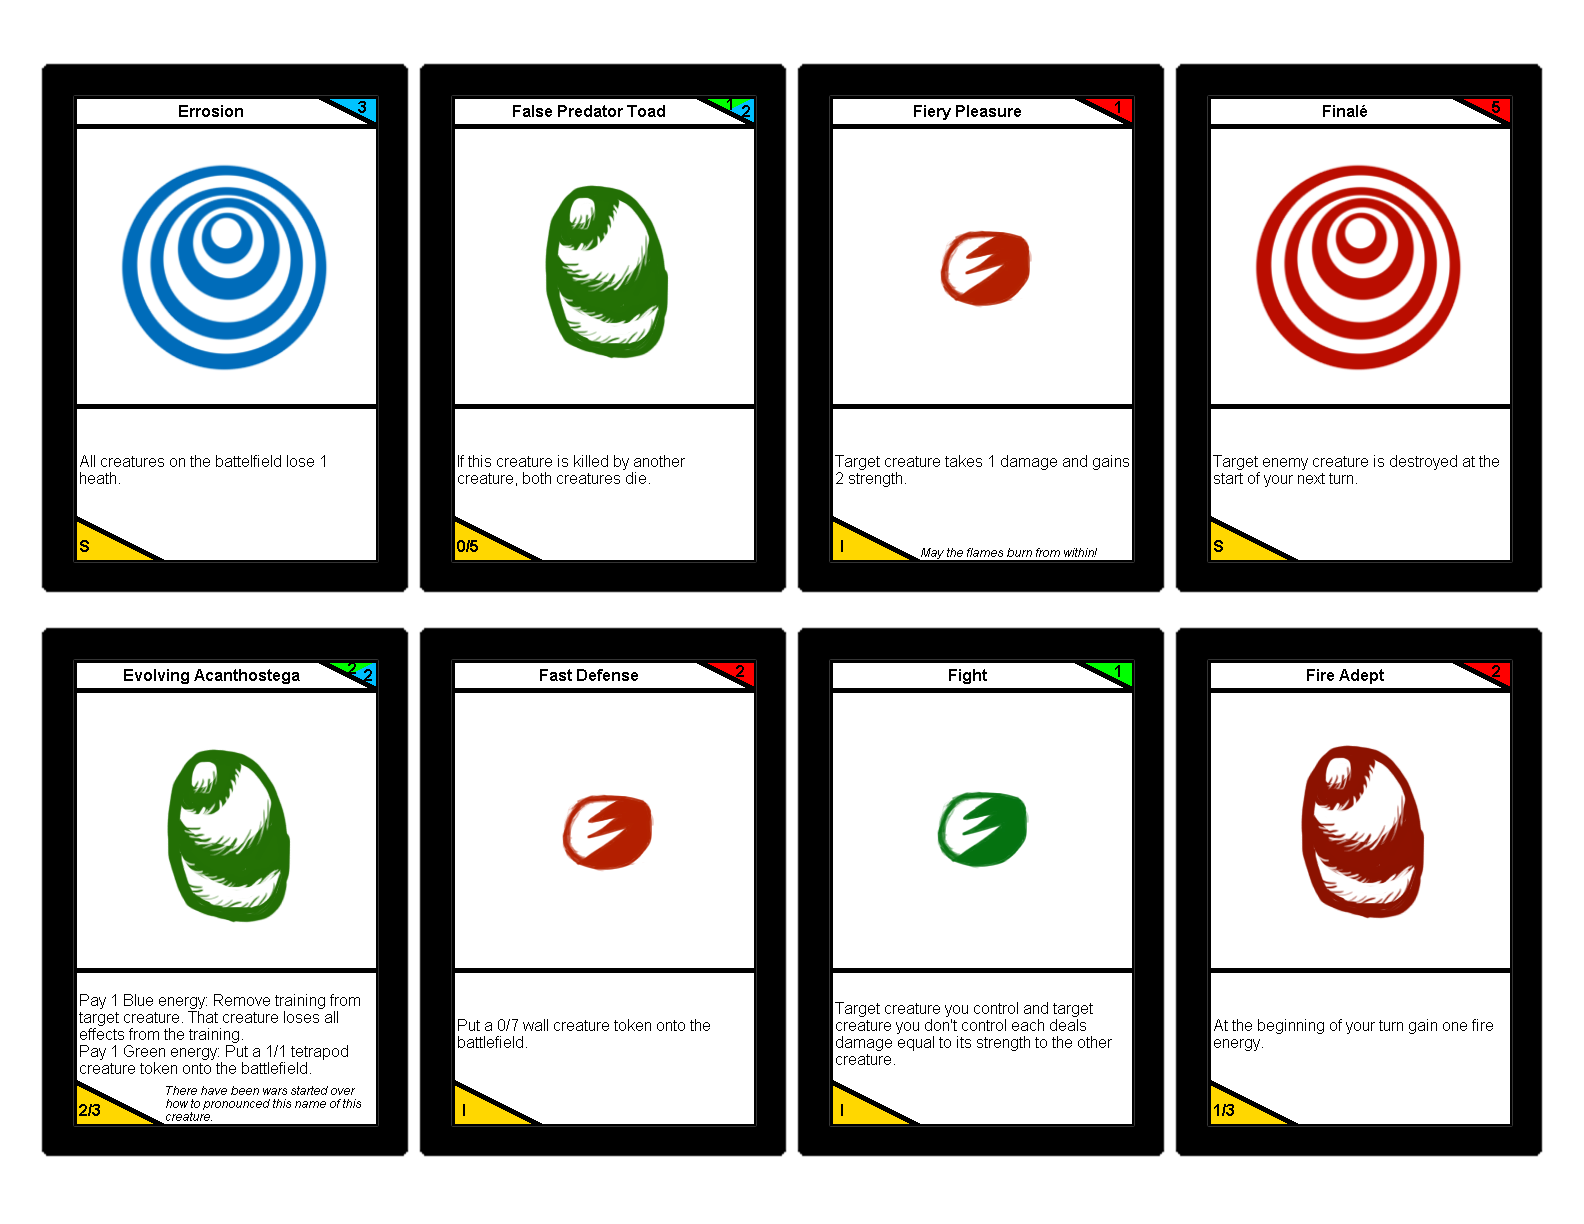 Errosion
3
All creatures on the battelfield lose 1
heath.
S
False Predator Toad
1
2
If this creature is killed by another
creature, both creatures die.
0/5
Fiery Pleasure
1
Target creature takes 1 damage and gains
2 strength.
I
May the flames burn from within!
Finalé
5
Target enemy creature is destroyed at the
start of your next turn.
S
Evolving Acanthostega
2
2
Pay 1 Blue energy: Remove training from
target creature. That creature loses all
effects from the training.
Pay 1 Green energy: Put a 1/1 tetrapod
creature token onto the battlefield.
2/3
There have been wars started over
how to pronounced this name of this
creature.
Fast Defense
2
Put a 0/7 wall creature token onto the
battlefield.
I
Fight
1
Target creature you control and target
creature you don't control each deals
damage equal to its strength to the other
creature.
I
Fire Adept
2
At the beginning of your turn gain one fire
energy.
1/3